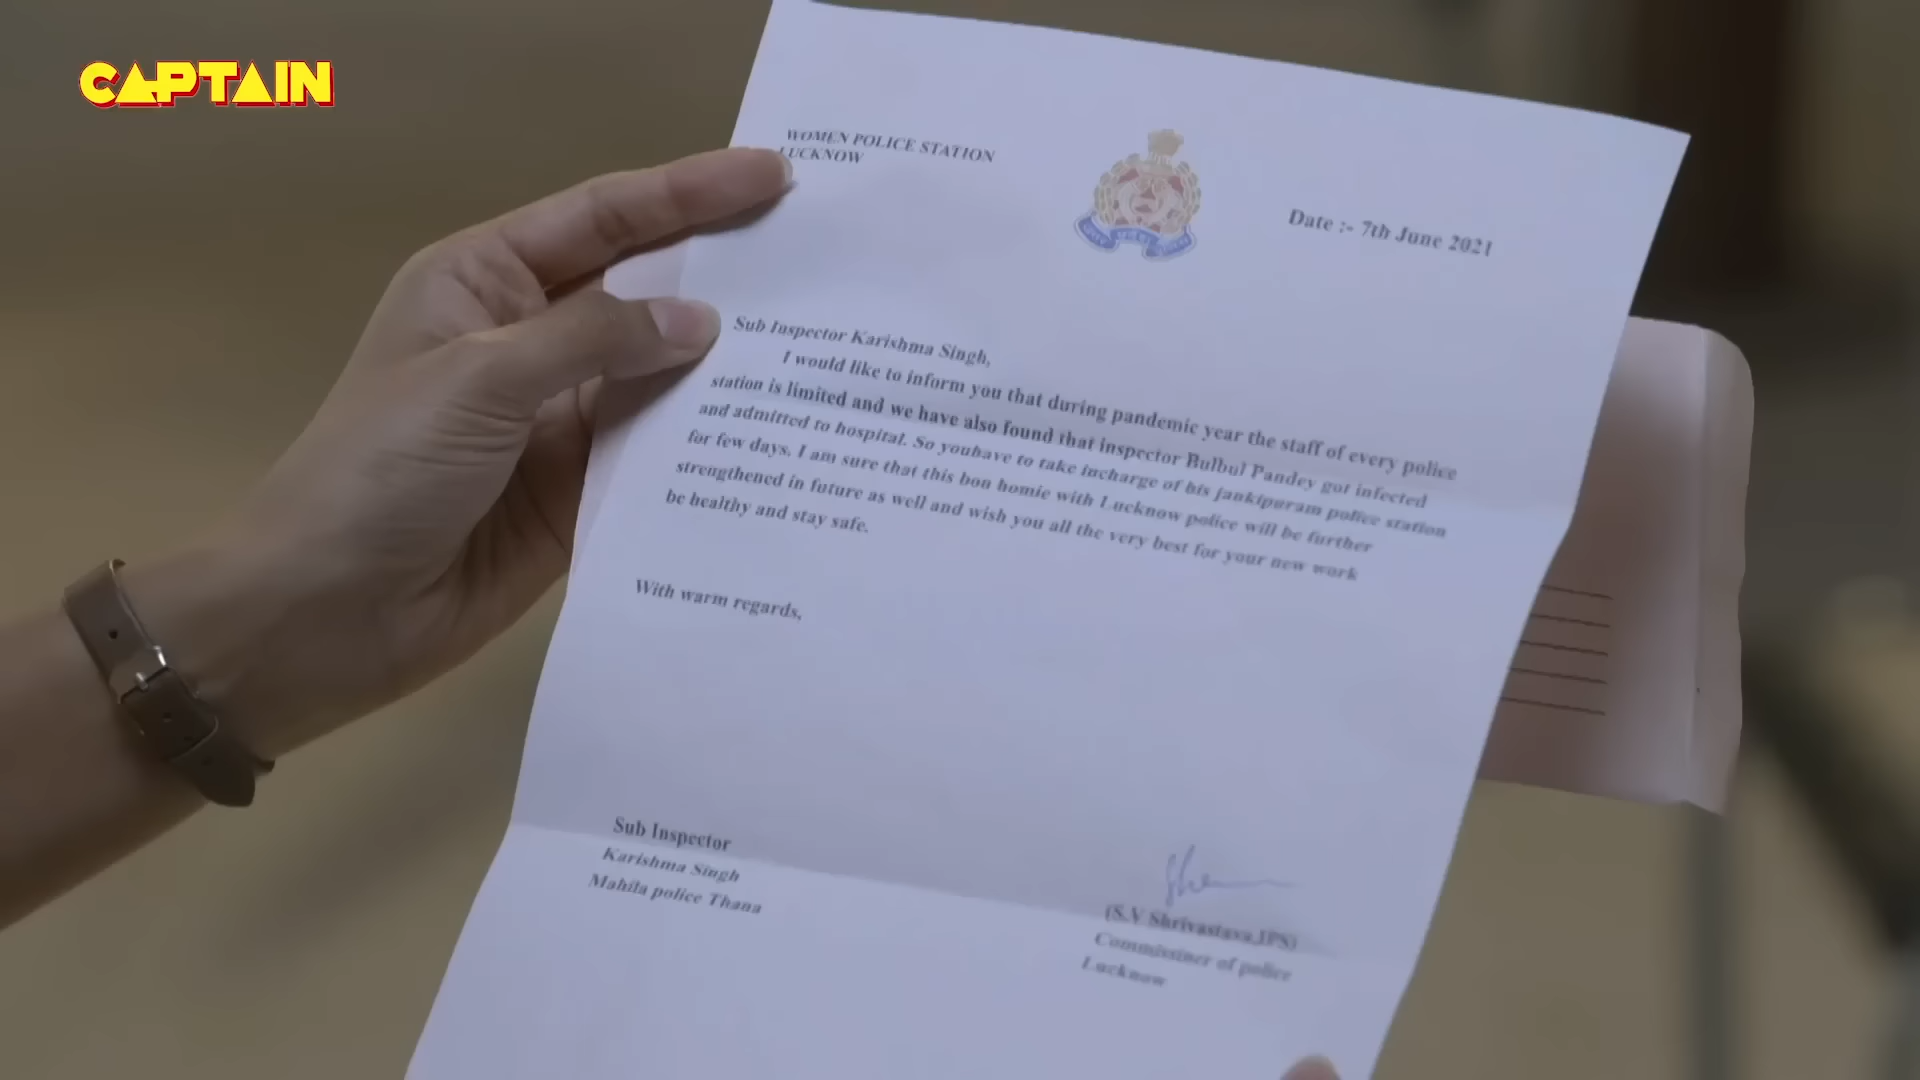 CAPTAIN
WOMEN POLICE STATION
LUCKNOW
Date :- 7th June 2021
Sub Inspector Karishma Singh,
I would like to inform you that during pandemic year the staff of every police
station is limited and we have also found that inspector Bulbul Pandey got infected
and admitted to hospital. So youhave to take incharge of his jankipuram police station
for few days. I am sure that this bon homie with Lucknow police will be further
strengthened in future as well and wish you all the very best for your new work
be healthy and stay safe.
With warm regards,
Sub Inspector
Karishma Singh
Mahila police Thana
(S.V Shrivastava,IPS)
Commissiner of police
Lucknow